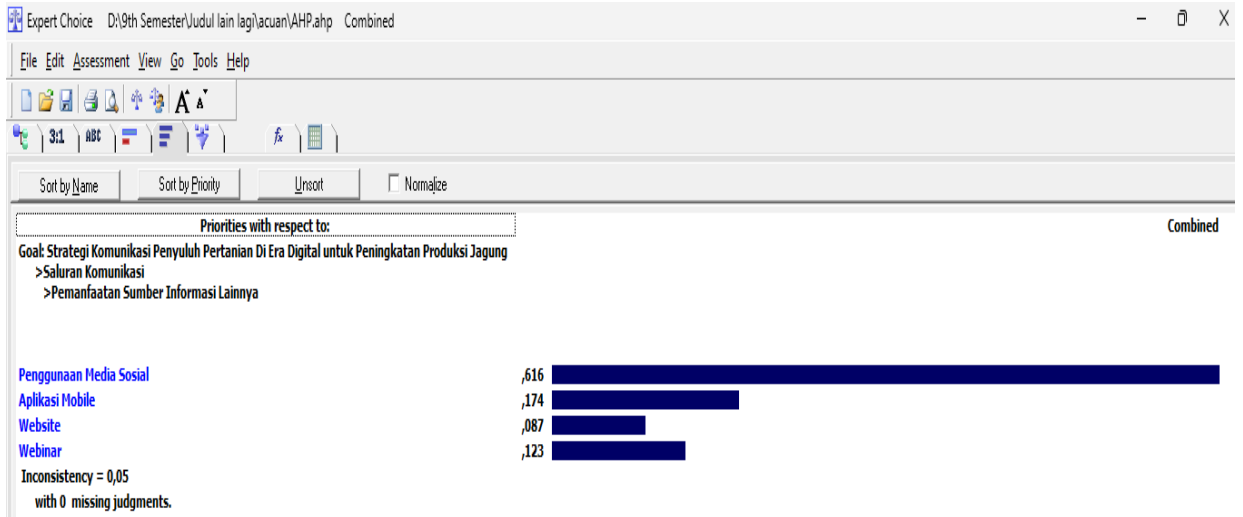 Expert Choice D:\9th Semester\Judul lain lagi\acuan\AHP.ahp Combined
File Edit Assessment View Go Tools Help
A A
3:1 ABC fx
Sort by Name Sort by Priority Unsort Normalize
Priorities with respect to: Combined
Goal: Strategi Komunikasi Penyuluh Pertanian Di Era Digital untuk Peningkatan Produksi Jagung
>Saluran Komunikasi
>Pemanfaatan Sumber Informasi Lainnya
Penggunaan Media Sosial ,616
Aplikasi Mobile ,174
Website ,087
Webinar ,123
Inconsistency = 0,05
with 0 missing judgments.